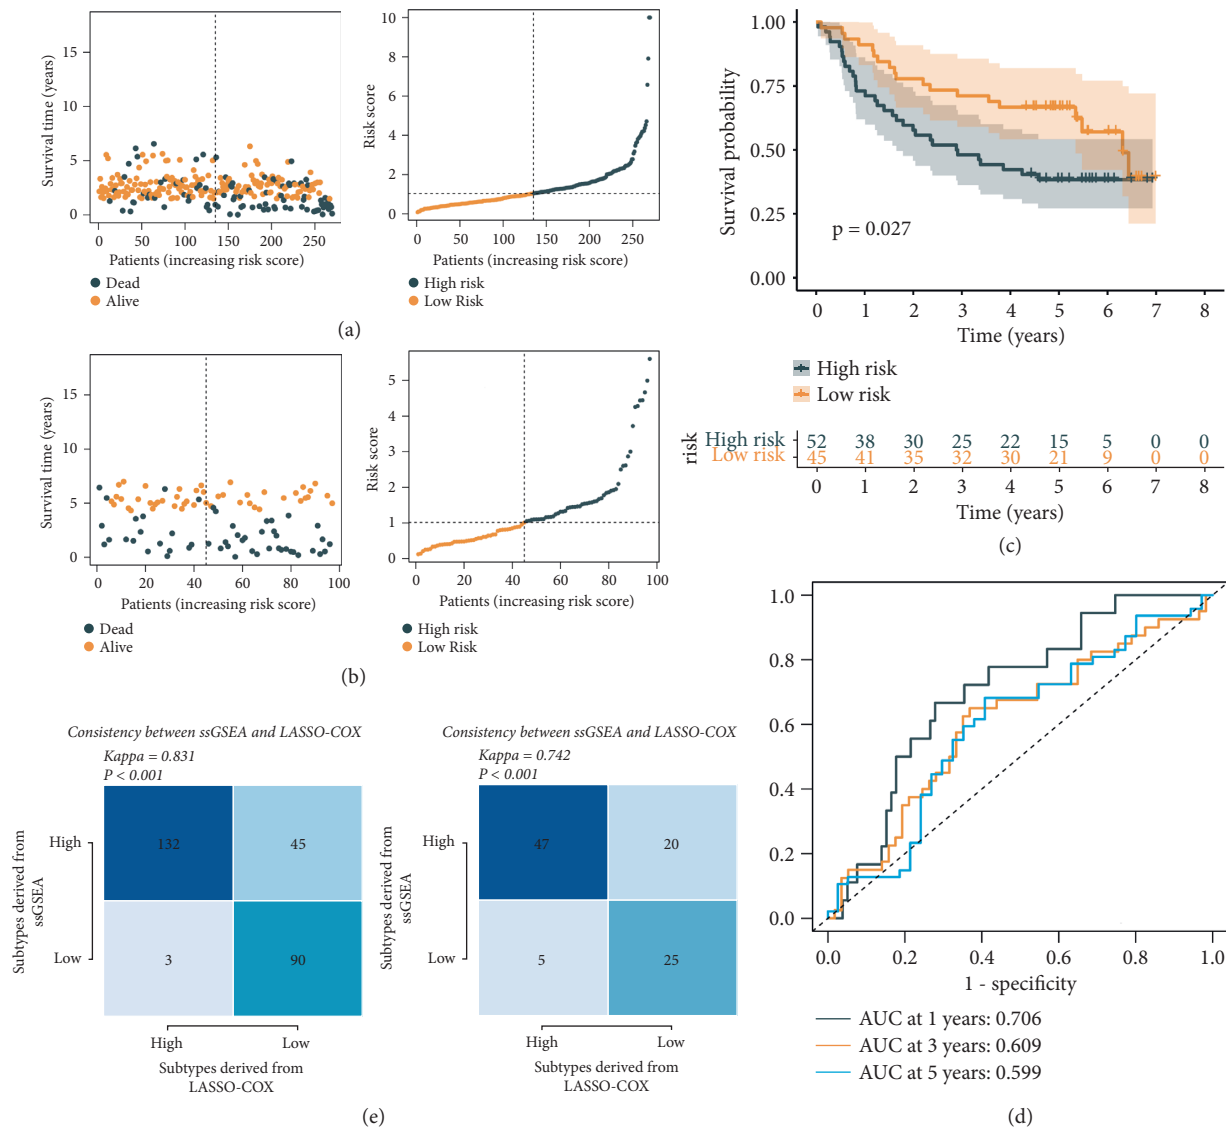 Survival time (years)
15
10
5
0
0 50 100 150 200 250
Patients (increasing risk score)
Dead
Alive
Risk score
10
8
6
4
2
0
0 50 100 150 200 250
Patients (increasing risk score)
High risk
Low Risk
(a)
Survival time (years)
15
10
5
0
0 20 40 60 80 100
Patients (increasing risk score)
Dead
Alive
Risk score
5
4
3
2
1
0
0 20 40 60 80 100
Patients (increasing risk score)
High risk
Low Risk
(b)
Survival probability
1.00
0.75
0.50
0.25
0.00
p = 0.027
0 1 2 3 4 5 6 7 8
Time (years)
High risk
Low risk
risk
High risk 52 38 30 25 22 15 5 0 0
Low risk 45 41 35 32 30 21 9 0 0
0 1 2 3 4 5 6 7 8
Time (years)
(c)
1.0
0.8
0.6
0.4
0.2
0.0
0.0 0.2 0.4 0.6 0.8 1.0
1 - specificity
AUC at 1 years: 0.706
AUC at 3 years: 0.609
AUC at 5 years: 0.599
(d)
Consistency between ssGSEA and LASSO-COX
Kappa = 0.831
P < 0.001
Subtypes derived from
ssGSEA
High 132 45
Low 3 90
High Low
Subtypes derived from
LASSO-COX
Consistency between ssGSEA and LASSO-COX
Kappa = 0.742
P < 0.001
Subtypes derived from
ssGSEA
High 47 20
Low 5 25
High Low
Subtypes derived from
LASSO-COX
(e)